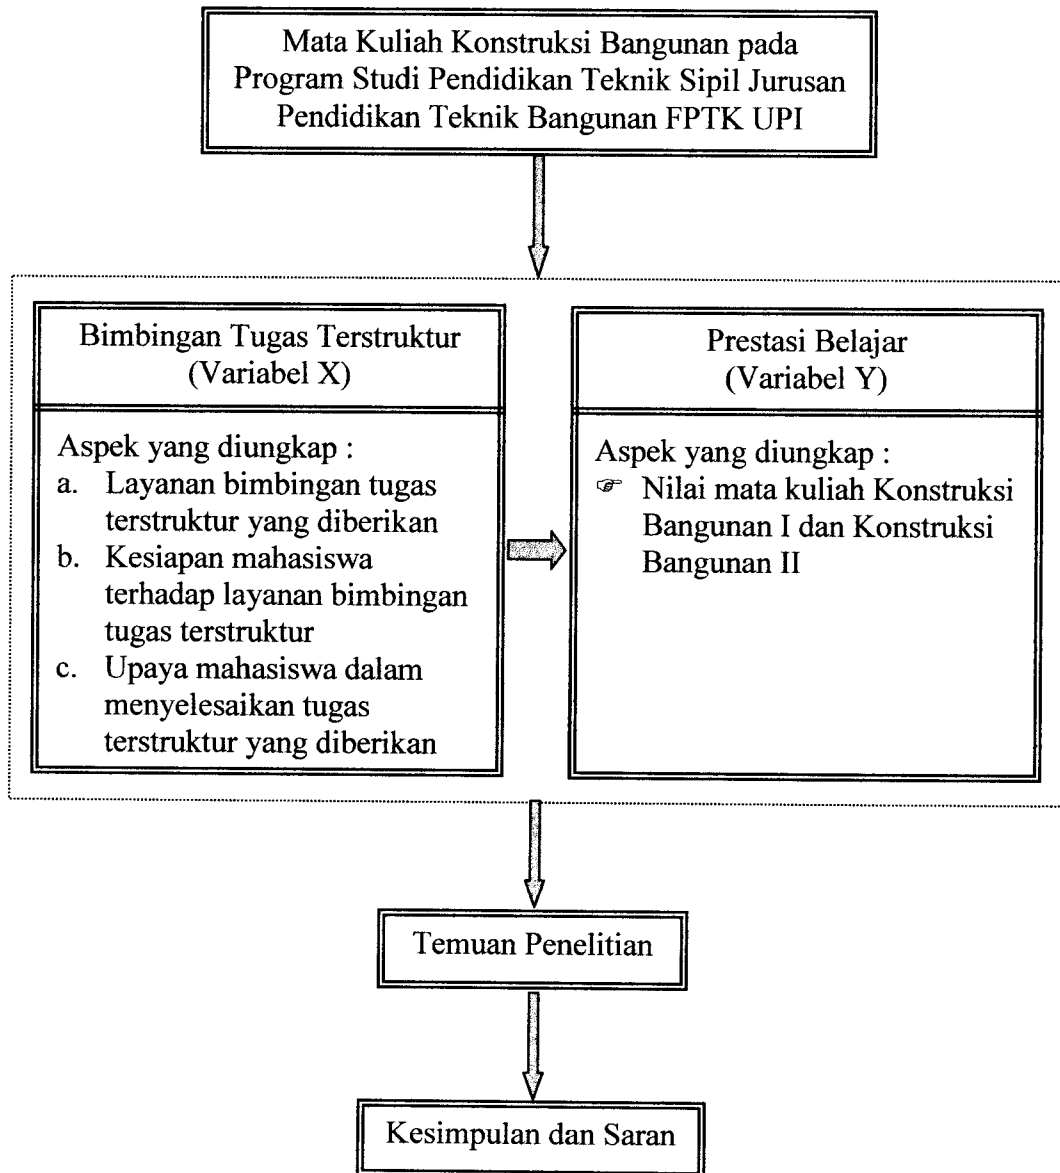 Mata Kuliah Konstruksi Bangunan pada
Program Studi Pendidikan Teknik Sipil Jurusan
Pendidikan Teknik Bangunan FPTK UPI
Bimbingan Tugas Terstruktur
(Variabel X)
Aspek yang diungkap :
a. Layanan bimbingan tugas
terstruktur yang diberikan
b. Kesiapan mahasiswa
terhadap layanan bimbingan
tugas terstruktur
c. Upaya mahasiswa dalam
menyelesaikan tugas
terstruktur yang diberikan
Prestasi Belajar
(Variabel Y)
Aspek yang diungkap :
☞ Nilai mata kuliah Konstruksi
Bangunan I dan Konstruksi
Bangunan II
Temuan Penelitian
Kesimpulan dan Saran